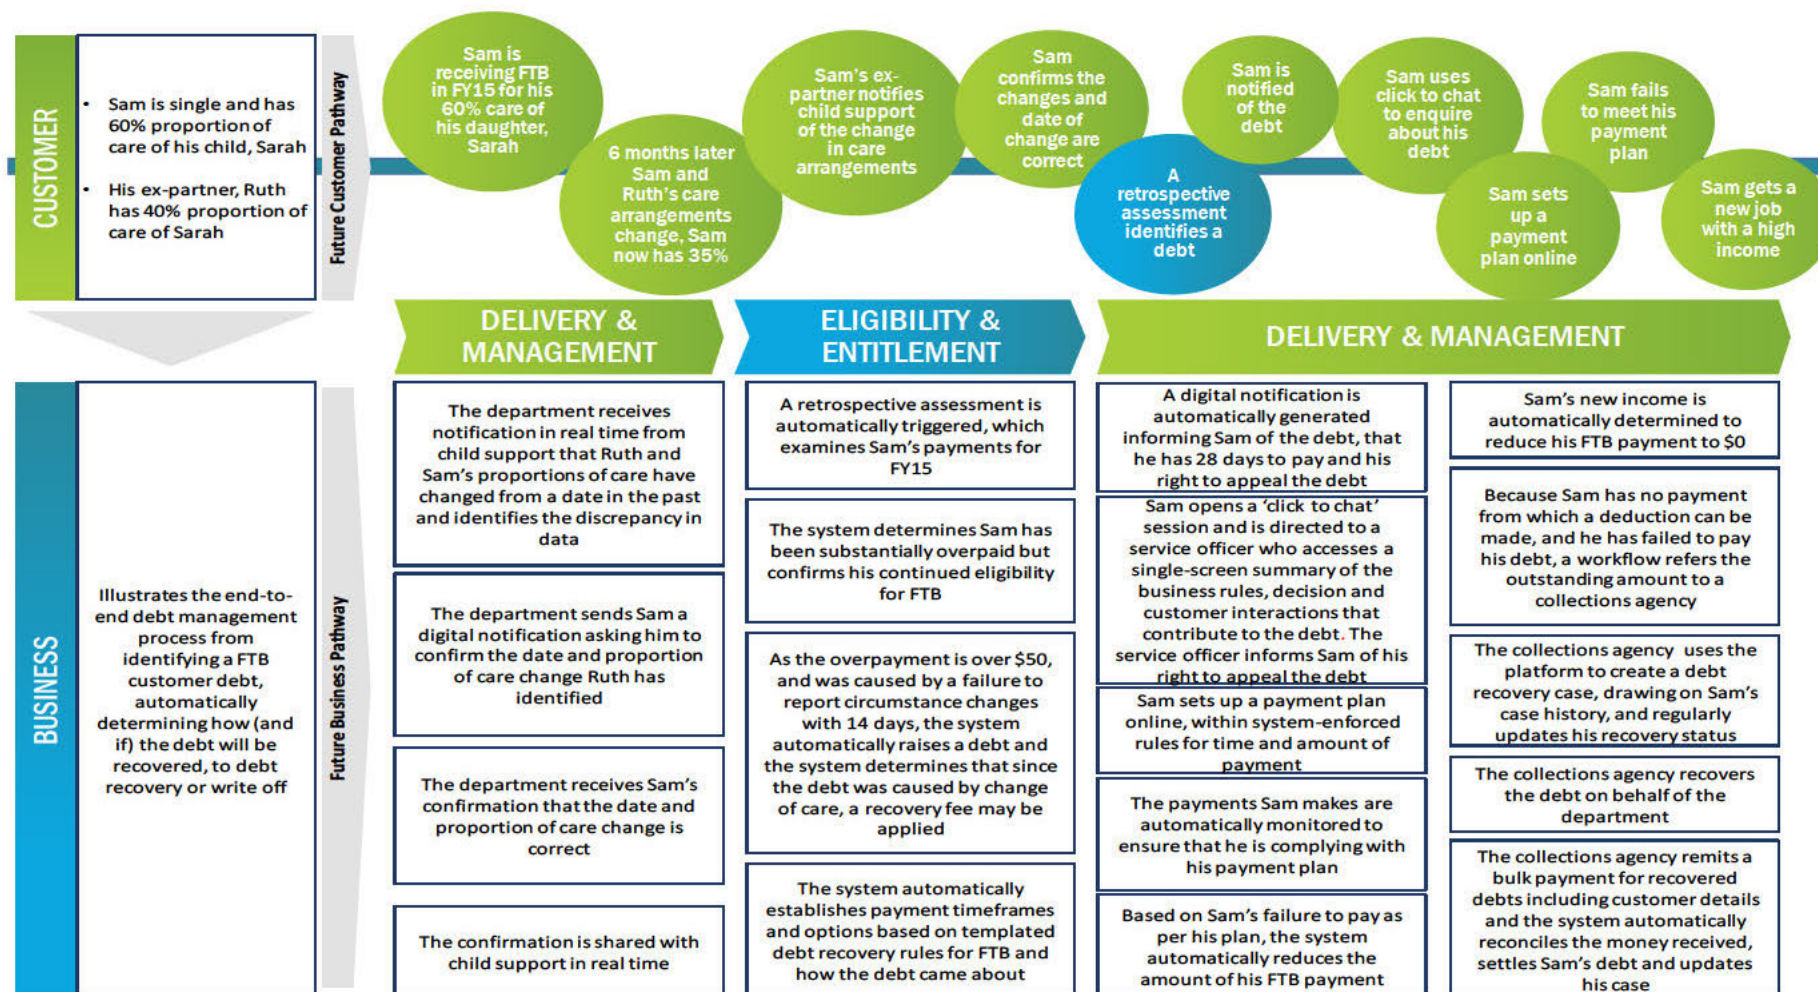 CUSTOMER
• Sam is single and has
60% proportion of
care of his child, Sarah
• His ex-partner, Ruth
has 40% proportion of
care of Sarah
Future Customer Pathway
Sam is
receiving FTB
in FY15 for his
60% care of
his daughter,
Sarah
6 months later
Sam and
Ruth's care
arrangements
change, Sam
now has 35%
Sam's ex-
partner notifies
child support
of the change
in care
arrangements
Sam
confirms the
changes and
date of
change are
correct
A
retrospective
assessment
identifies a
debt
Sam is
notified
of the
debt
Sam uses
click to chat
to enquire
about his
debt
Sam sets
up a
payment
plan online
Sam fails
to meet his
payment
plan
Sam gets a
new job
with a high
income
DELIVERY &
MANAGEMENT
ELIGIBILITY &
ENTITLEMENT
DELIVERY & MANAGEMENT
BUSINESS
Illustrates the end-to-
end debt management
process from
identifying a FTB
customer debt,
automatically
determining how (and
if) the debt will be
recovered, to debt
recovery or write off
Future Business Pathway
The department receives
notification in real time from
child support that Ruth and
Sam's proportions of care have
changed from a date in the past
and identifies the discrepancy in
data
The department sends Sam a
digital notification asking him to
confirm the date and proportion
of care change Ruth has
identified
The department receives Sam's
confirmation that the date and
proportion of care change is
correct
The confirmation is shared with
child support in real time
A retrospective assessment is
automatically triggered, which
examines Sam's payments for
FY15
The system determines Sam has
been substantially overpaid but
confirms his continued eligibility
for FTB
As the overpayment is over $50,
and was caused by a failure to
report circumstance changes
with 14 days, the system
automatically raises a debt and
the system determines that since
the debt was caused by change
of care, a recovery fee may be
applied
The system automatically
establishes payment timeframes
and options based on templated
debt recovery rules for FTB and
how the debt came about
A digital notification is
automatically generated
informing Sam of the debt, that
he has 28 days to pay and his
right to appeal the debt
Sam opens a 'click to chat'
session and is directed to a
service officer who accesses a
single-screen summary of the
business rules, decision and
customer interactions that
contribute to the debt. The
service officer informs Sam of his
right to appeal the debt
Sam sets up a payment plan
online, within system-enforced
rules for time and amount of
payment
The payments Sam makes are
automatically monitored to
ensure that he is complying with
his payment plan
Based on Sam's failure to pay as
per his plan, the system
automatically reduces the
amount of his FTB payment
Sam's new income is
automatically determined to
reduce his FTB payment to $0
Because Sam has no payment
from which a deduction can be
made, and he has failed to pay
his debt, a workflow refers the
outstanding amount to a
collections agency
The collections agency uses the
platform to create a debt
recovery case, drawing on Sam's
case history, and regularly
updates his recovery status
The collections agency recovers
the debt on behalf of the
department
The collections agency remits a
bulk payment for recovered
debts including customer details
and the system automatically
reconciles the money received,
settles Sam's debt and updates
his case